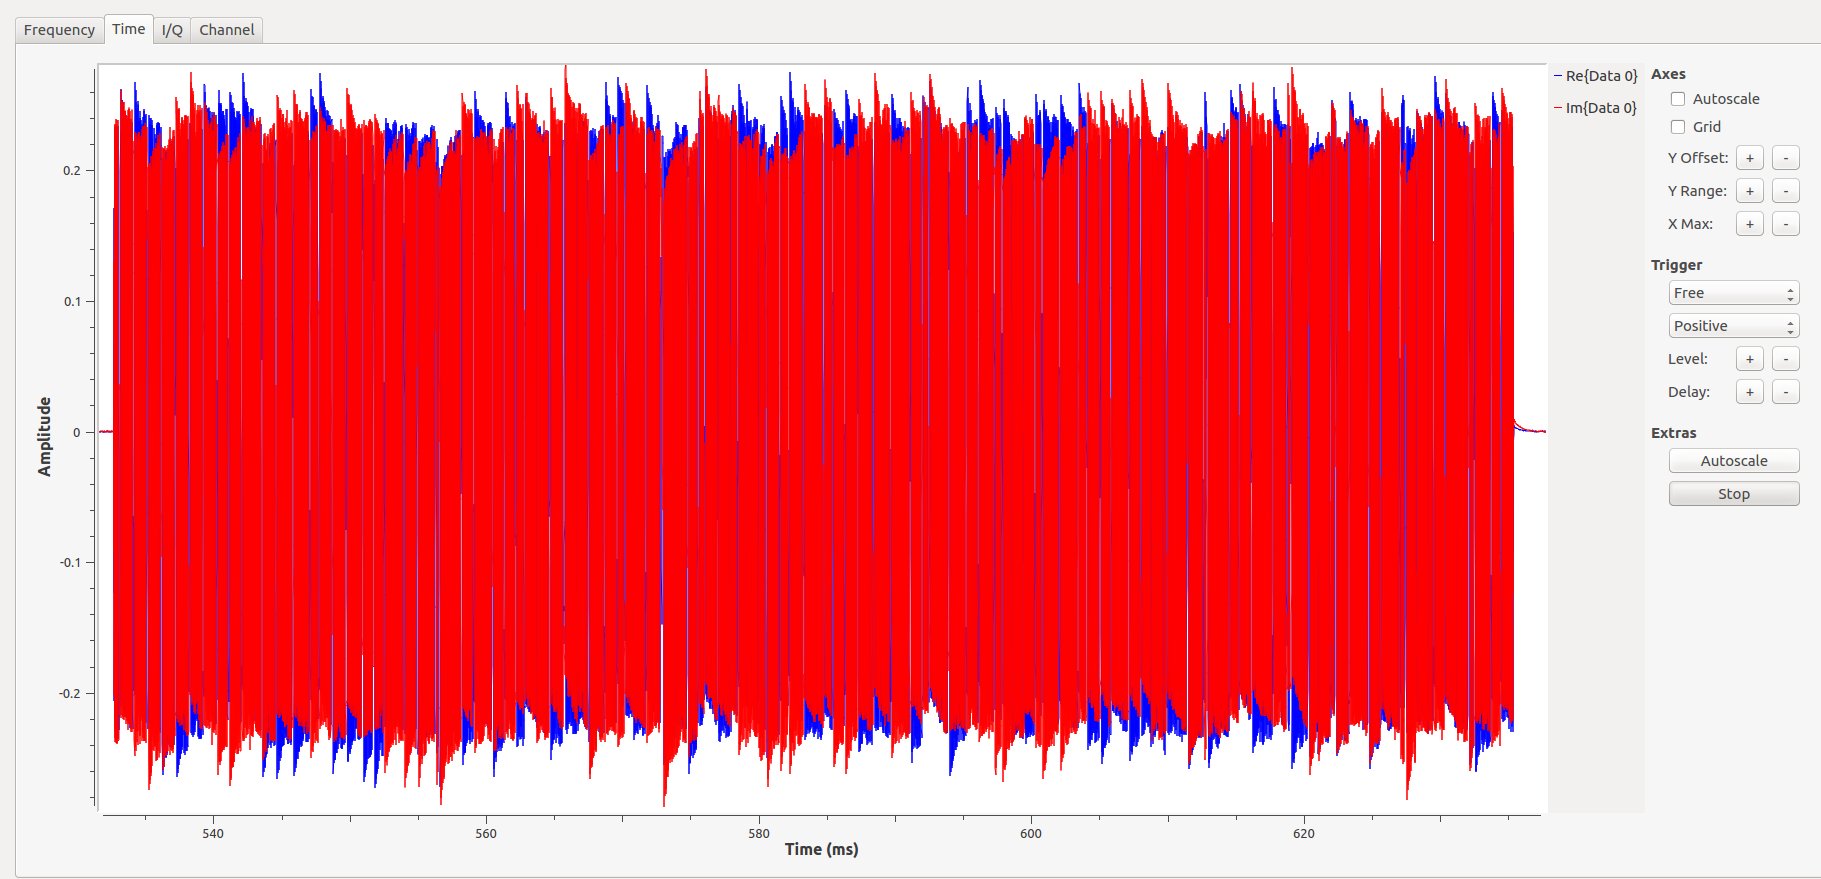 Frequency Time I/Q Channel
Re{Data 0}
Im{Data 0}
Axes
Autoscale
Grid
Y Offset: + -
Y Range: + -
X Max: + -
Trigger
Free
Positive
Level: + -
Delay: + -
Extras
Autoscale
Stop
Amplitude
0.2
0.1
0
-0.1
-0.2
540 560 580 600 620
Time (ms)